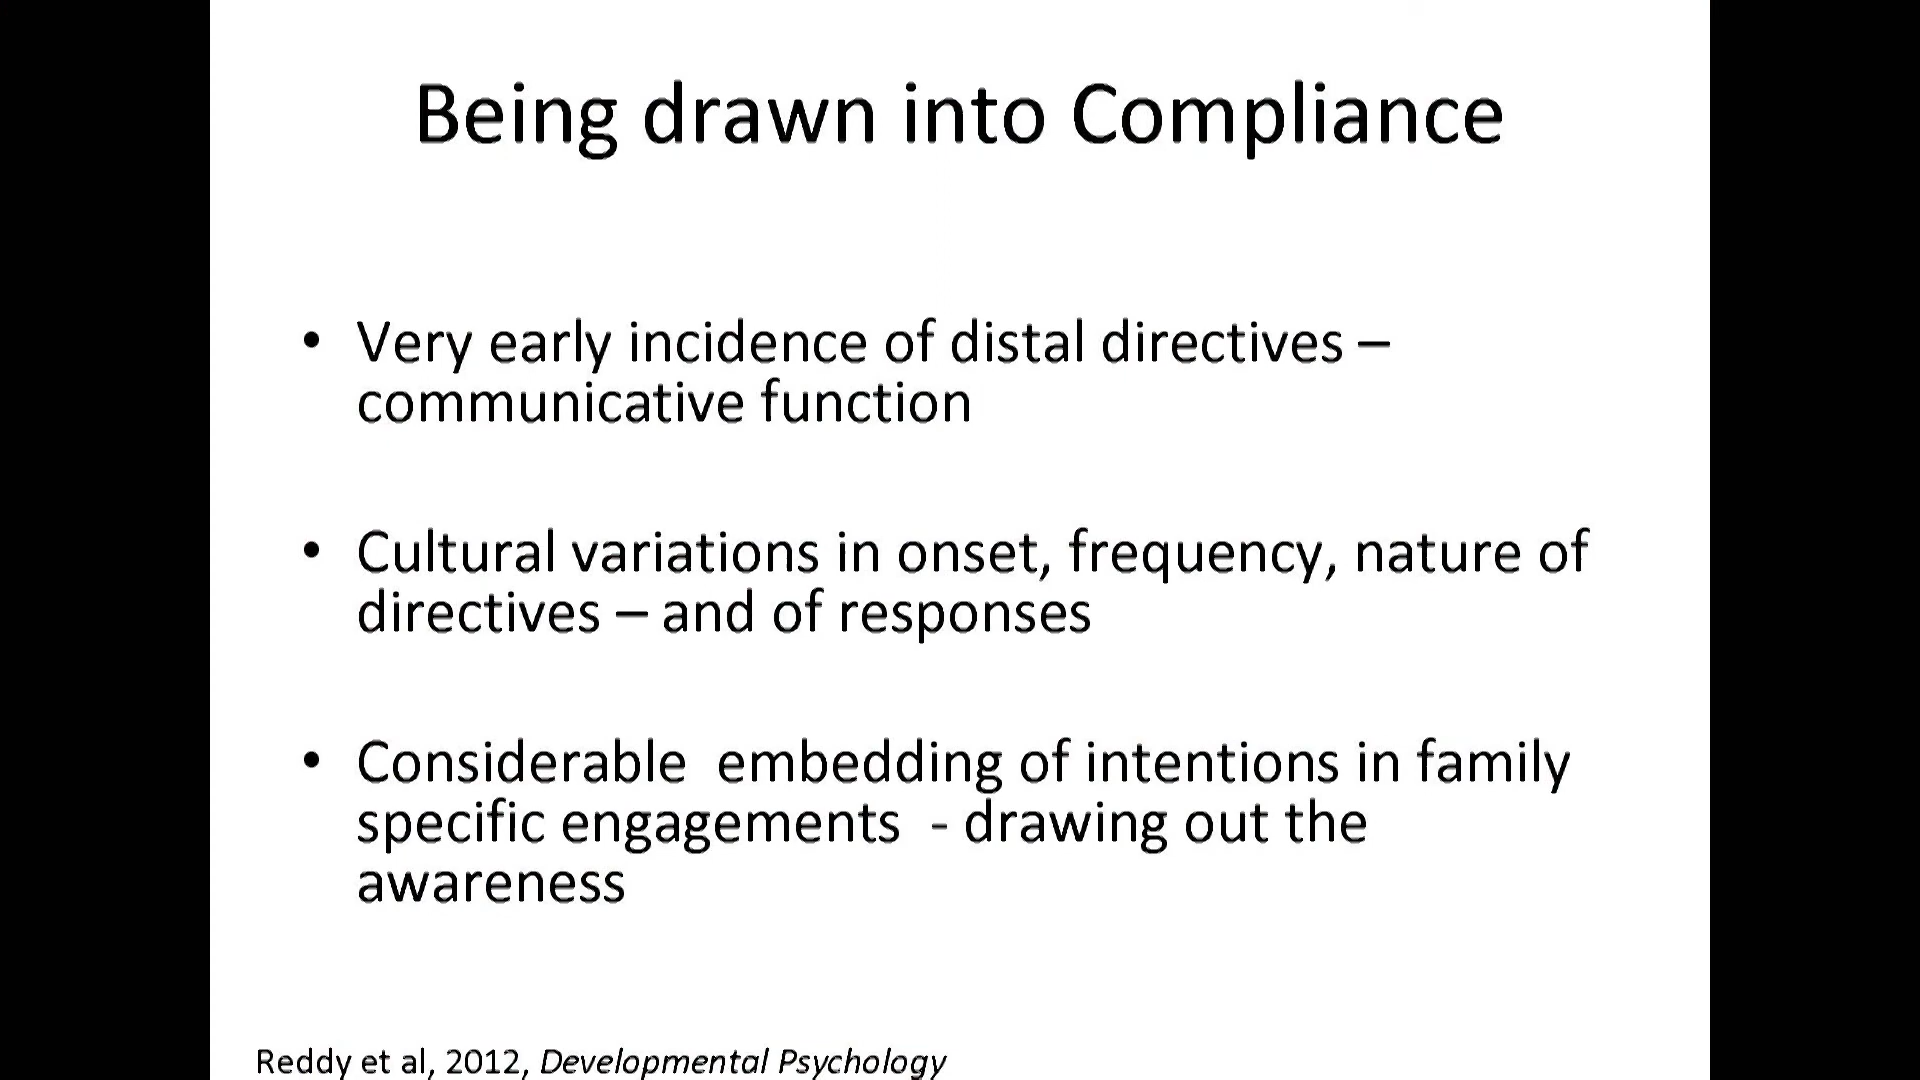 Being drawn into Compliance
• Very early incidence of distal directives –
communicative function
• Cultural variations in onset, frequency, nature of
directives – and of responses
• Considerable  embedding of intentions in family
specific engagements  - drawing out the
awareness
Reddy et al, 2012, Developmental Psychology